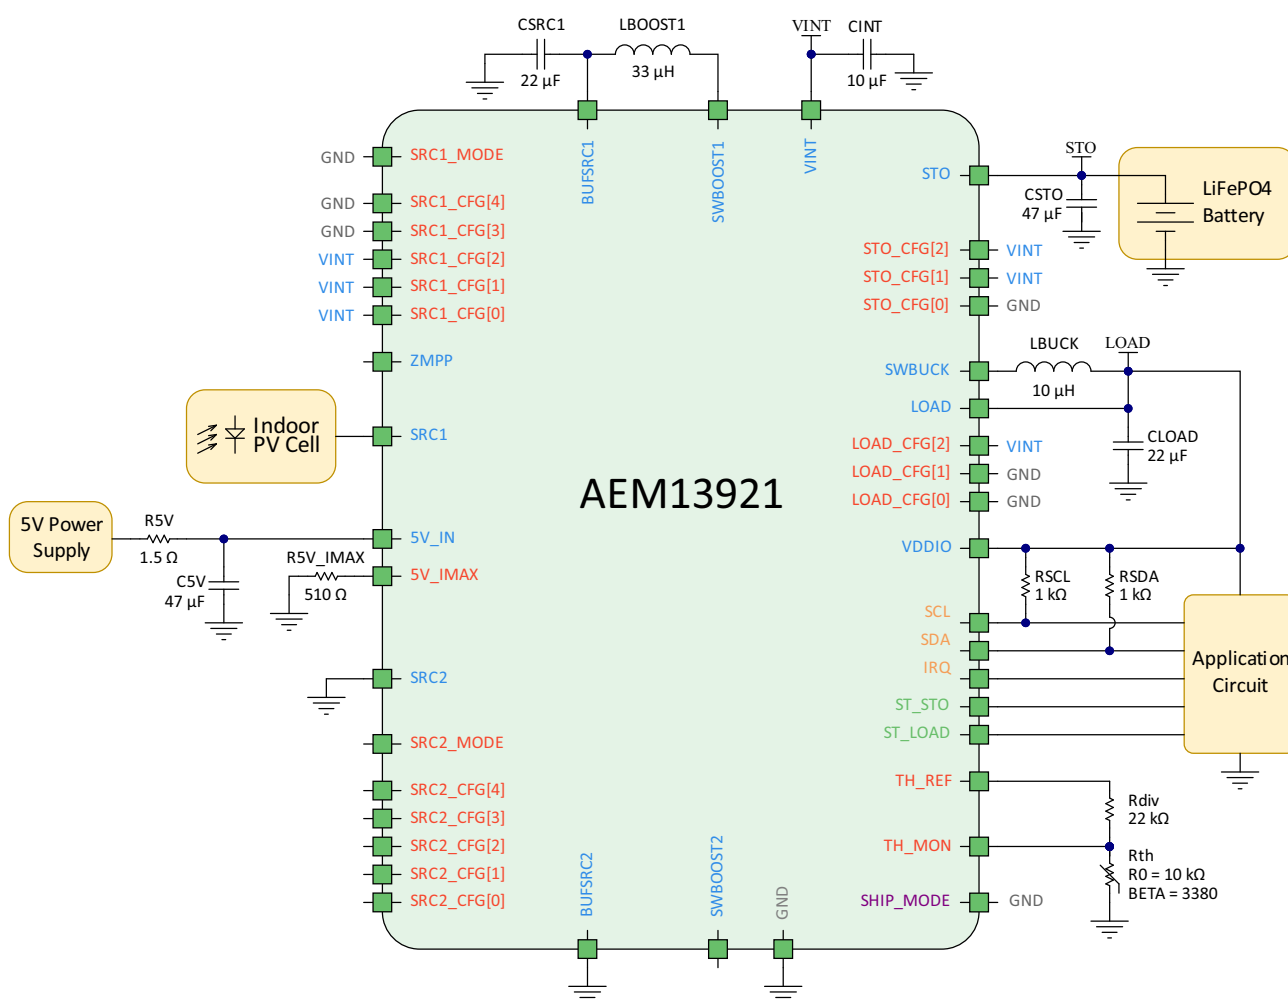 CSRC1
22 µF
LBOOST1
33 µH
VINT
CINT
10 µF
BUFSRC1
SWBOOST1
VINT
GND SRC1_MODE
GND SRC1_CFG[4]
GND SRC1_CFG[3]
VINT SRC1_CFG[2]
VINT SRC1_CFG[1]
VINT SRC1_CFG[0]
ZMPP
Indoor
PV Cell
SRC1
5V Power
Supply
R5V
1.5 Ω
C5V
47 µF
5V_IN
R5V_IMAX
510 Ω
5V_IMAX
SRC2
SRC2_MODE
SRC2_CFG[4]
SRC2_CFG[3]
SRC2_CFG[2]
SRC2_CFG[1]
SRC2_CFG[0]
AEM13921
BUFSRC2
SWBOOST2
GND
STO
STO
CSTO
47 µF
LiFePO4
Battery
STO_CFG[2] VINT
STO_CFG[1] VINT
STO_CFG[0] GND
SWBUCK
LBUCK
10 µH
LOAD
LOAD
CLOAD
22 µF
LOAD_CFG[2] VINT
LOAD_CFG[1] GND
LOAD_CFG[0] GND
VDDIO
RSCL
1 kΩ
RSDA
1 kΩ
SCL
SDA
IRQ
ST_STO
ST_LOAD
Application
Circuit
TH_REF
Rdiv
22 kΩ
TH_MON
Rth
R0 = 10 kΩ
BETA = 3380
SHIP_MODE GND